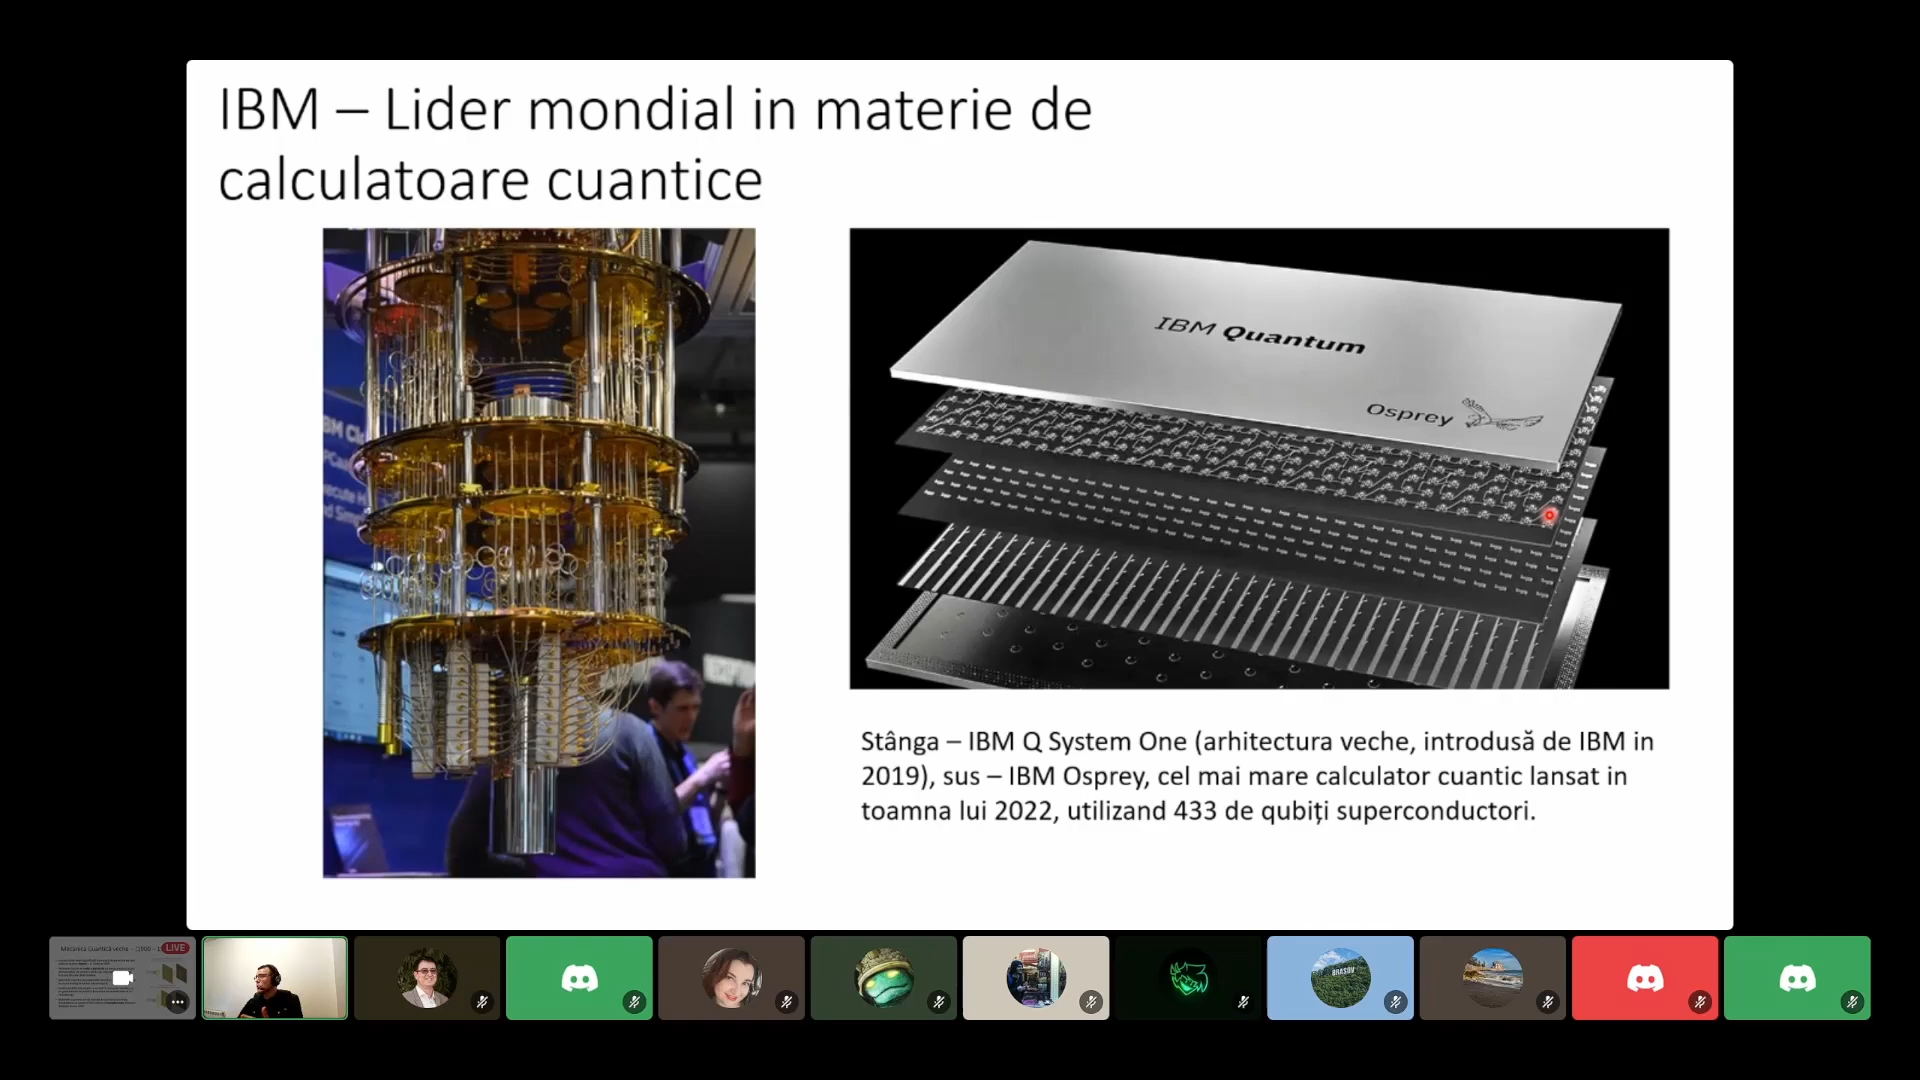 IBM – Lider mondial in materie de
calculatoare cuantice
IBM Quantum
Osprey
Stânga – IBM Q System One (arhitectura veche, introdusă de IBM in
2019), sus – IBM Osprey, cel mai mare calculator cuantic lansat in
toamna lui 2022, utilizand 433 de qubiți superconductori.
LIVE
BRASOV